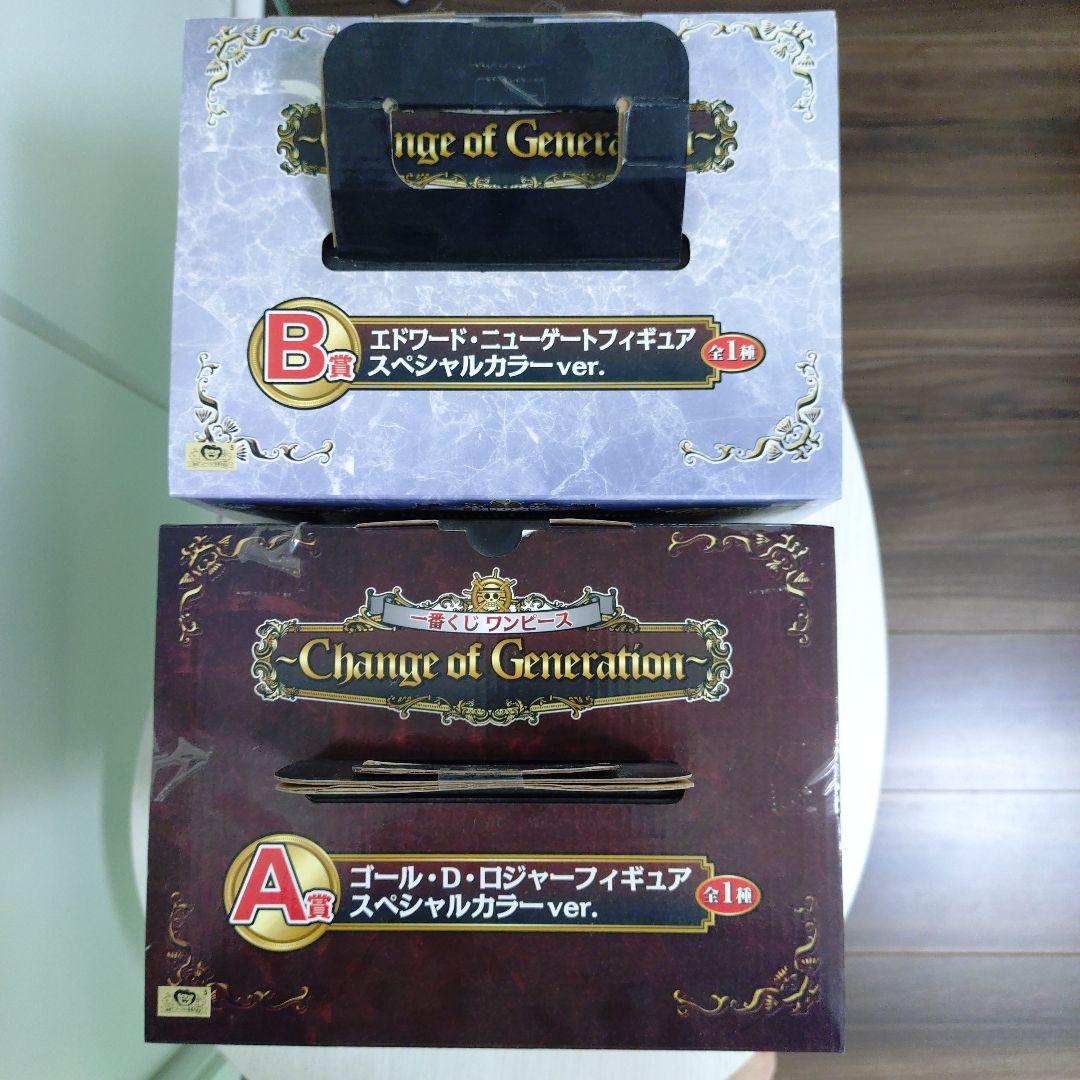 nge of Genera
B賞
エドワード・ニューゲートフィギュア
スペシャルカラーver.
全1種
一番くじ ワンピース
~Change of Generation~
A賞
ゴール・D・ロジャーフィギュア
スペシャルカラーver.
全1種